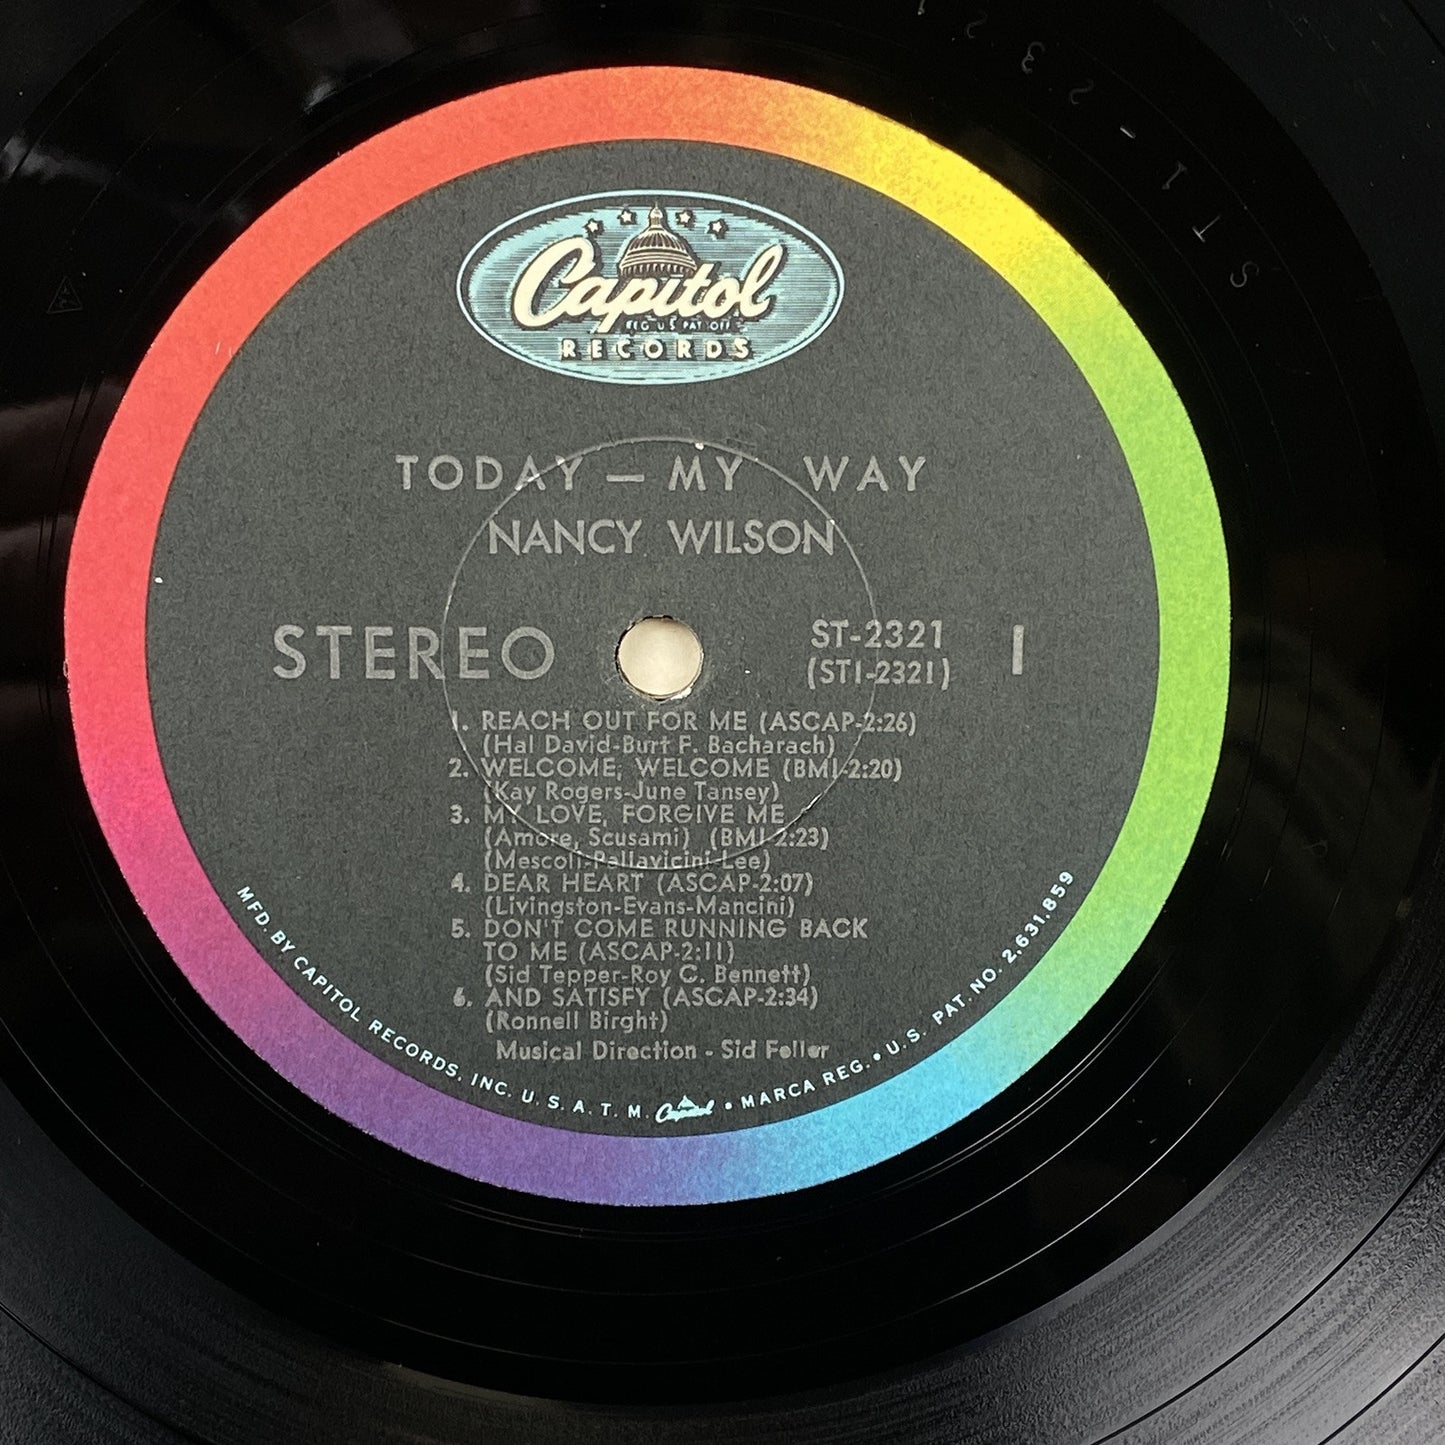 Capitol
REG. U.S. PAT. OFF.
RECORDS
TODAY — MY WAY
NANCY WILSON
STEREO
ST-2321
(ST1-2321)
1
1. REACH OUT FOR ME (ASCAP-2:26)
(Hal David-Burt F. Bacharach)
2. WELCOME, WELCOME (BMI-2:20)
(Kay Rogers-June Tansey)
3. MY LOVE, FORGIVE ME
(Amore, Scusami) (BMI-2:23)
(Mescoli-Pallavicini-Lee)
4. DEAR HEART (ASCAP-2:07)
(Livingston-Evans-Mancini)
5. DON'T COME RUNNING BACK
TO ME (ASCAP-2:11)
(Sid Tepper-Roy C. Bennett)
6. AND SATISFY (ASCAP-2:34)
(Ronnell Birght)
Musical Direction - Sid Feller
MFD. BY CAPITOL RECORDS, INC. U. S. A. T. M. Capitol • MARCA REG. • U.S. PAT. NO. 2,631,859